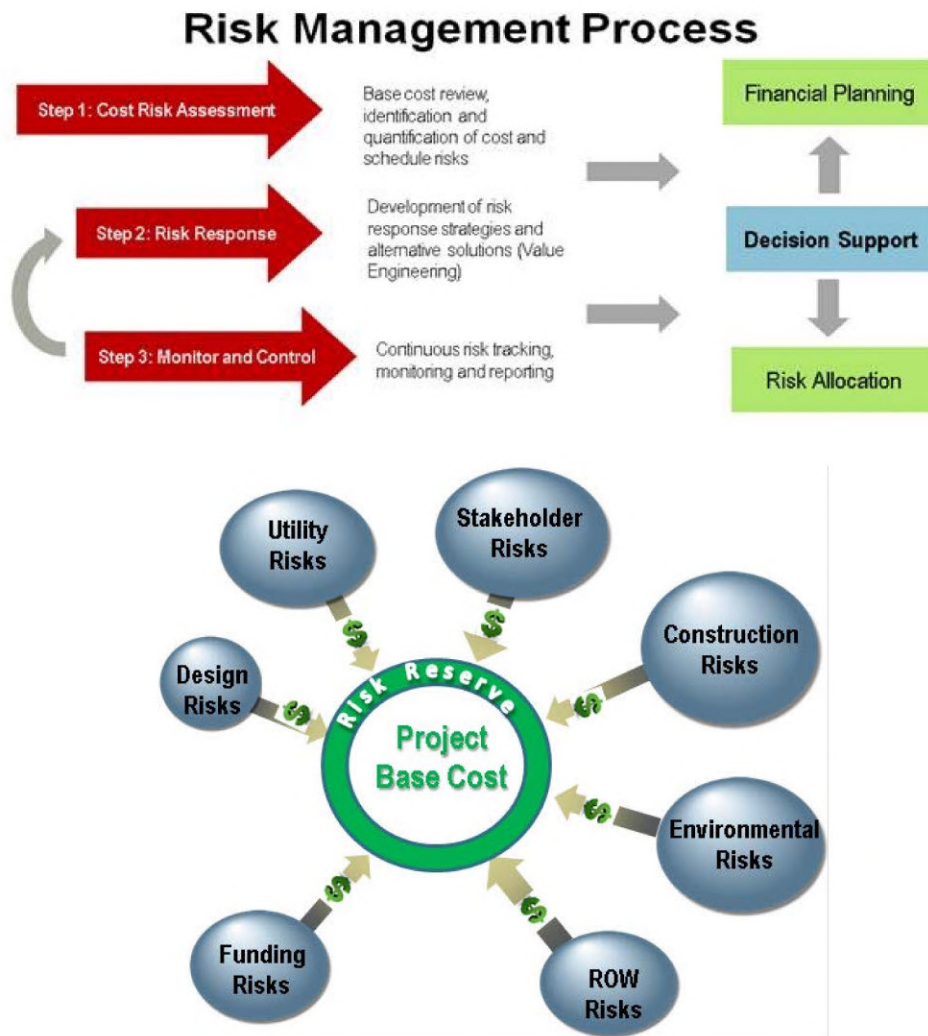 Risk Management Process
Step 1: Cost Risk Assessment
Base cost review,
identification and
quantification of cost and
schedule risks
Financial Planning
Step 2: Risk Response
Development of risk
response strategies and
alternative solutions (Value
Engineering)
Decision Support
Step 3: Monitor and Control
Continuous risk tracking,
monitoring and reporting
Risk Allocation
Utility
Risks
Stakeholder
Risks
Construction
Risks
Design
Risks
$
$
$
$
Risk Reserve
Project
Base Cost
$
Environmental
Risks
$
$
Funding
Risks
ROW
Risks